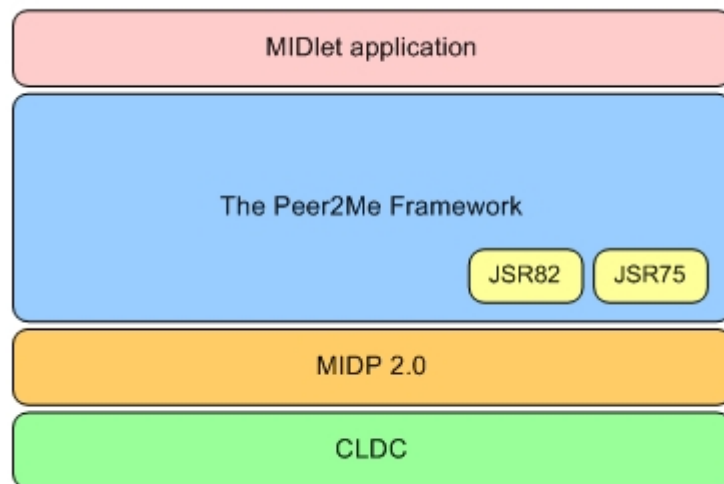 MIDlet application
The Peer2Me Framework
JSR82 JSR75
MIDP 2.0
CLDC